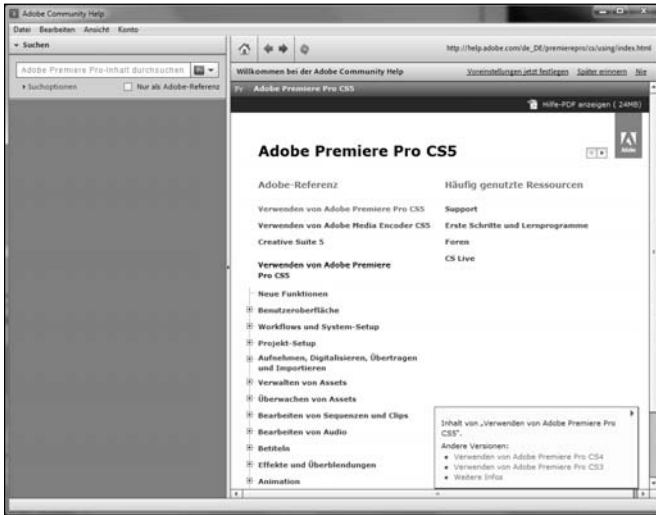 Adobe Community Help
Datei Bearbeiten Ansicht Konto
Suchen
Adobe Premiere Pro-Inhalt durchsuchen
Suchoptionen Nur als Adobe-Referenz
http://help.adobe.com/de_DE/premierepro/cs/using/index.html
Willkommen bei der Adobe Community Help Voreinstellungen jetzt festlegen Später erinnern Nie
Pr Adobe Premiere Pro CS5
Hilfe-PDF anzeigen ( 24MB)
Adobe
Adobe Premiere Pro CS5
Adobe-Referenz
Verwenden von Adobe Premiere Pro CS5
Verwenden von Adobe Media Encoder CS5
Creative Suite 5
Verwenden von Adobe Premiere
Pro CS5
Neue Funktionen
Benutzeroberfläche
Workflows und System-Setup
Projekt-Setup
Aufnehmen, Digitalisieren, Übertragen
und Importieren
Verwalten von Assets
Überwachen von Assets
Bearbeiten von Sequenzen und Clips
Bearbeiten von Audio
Betiteln
Effekte und Überblendungen
Animation
Häufig genutzte Ressourcen
Support
Erste Schritte und Lernprogramme
Foren
CS Live
Inhalt von „Verwenden von Adobe Premiere Pro
CS5".
Andere Versionen:
Verwenden von Adobe Premiere Pro CS4
Verwenden von Adobe Premiere Pro CS3
Weitere Infos